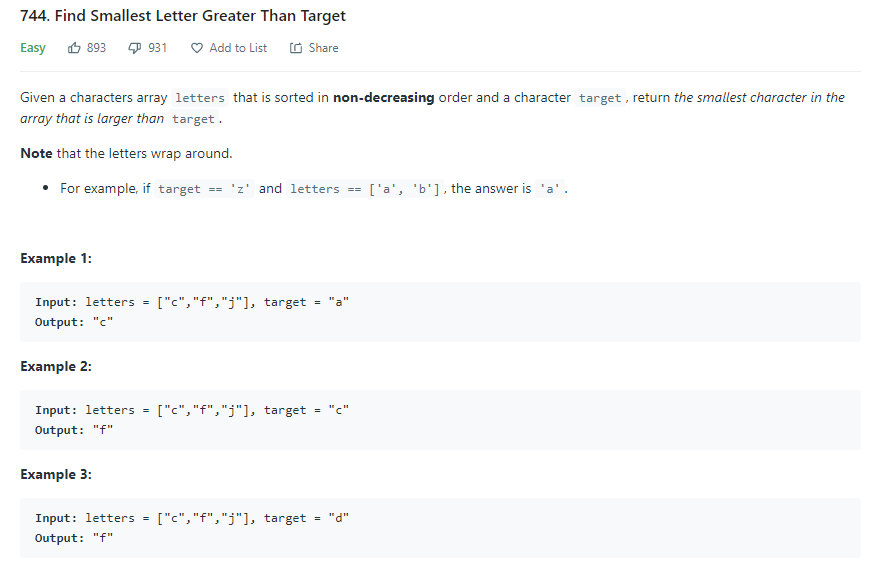 744. Find Smallest Letter Greater Than Target
Easy 893 931 Add to List Share
Given a characters array letters that is sorted in non-decreasing order and a character target , return the smallest character in the
array that is larger than target .
Note that the letters wrap around.
• For example, if target == 'z' and letters == ['a', 'b'] , the answer is 'a' .
Example 1:
Input: letters = ["c","f","j"], target = "a"
Output: "c"
Example 2:
Input: letters = ["c","f","j"], target = "c"
Output: "f"
Example 3:
Input: letters = ["c","f","j"], target = "d"
Output: "f"